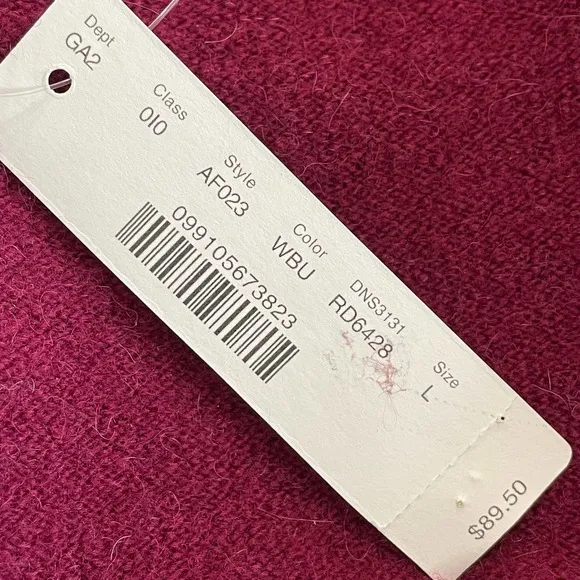 Dept
GA2
Class
010
Style
AF023
Color
WBU
DNS3131
RD6428
Size
L
099105673823
$89.50